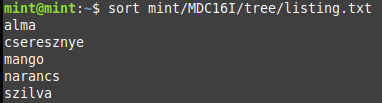 mint@mint:~$ sort mint/MDC16I/tree/listing.txt
alma
cseresznye
mango
narancs
szilva